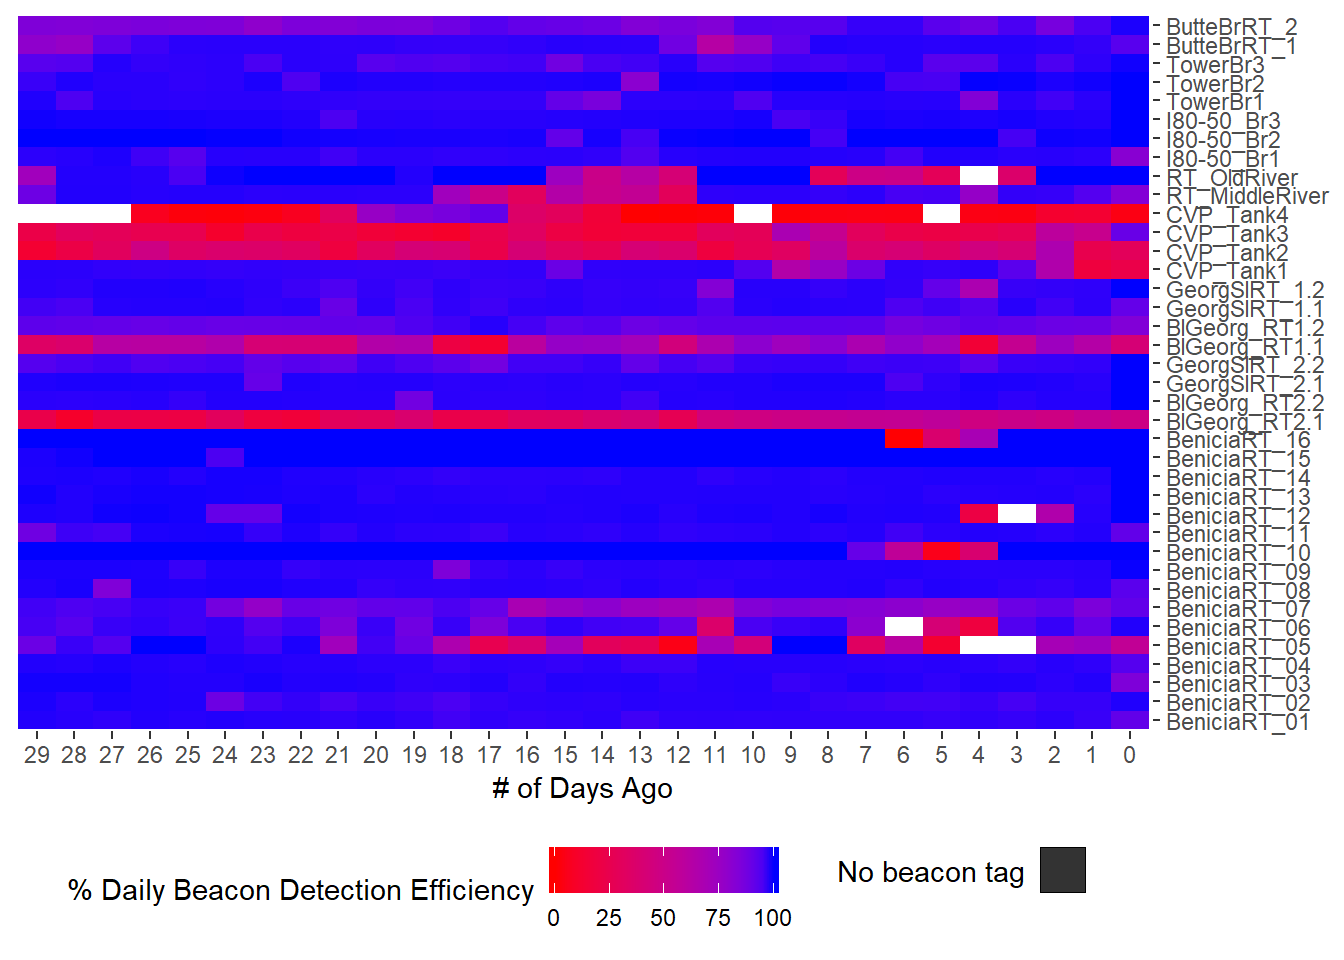 ButteBrRT_2
ButteBrRT_1
TowerBr3
TowerBr2
TowerBr1
I80-50_Br3
I80-50_Br2
I80-50_Br1
RT_OldRiver
RT_MiddleRiver
CVP_Tank4
CVP_Tank3
CVP_Tank2
CVP_Tank1
GeorgSlRT_1.2
GeorgSlRT_1.1
BlGeorg_RT1.2
BlGeorg_RT1.1
GeorgSlRT_2.2
GeorgSlRT_2.1
BlGeorg_RT2.2
BlGeorg_RT2.1
BeniciaRT_16
BeniciaRT_15
BeniciaRT_14
BeniciaRT_13
BeniciaRT_12
BeniciaRT_11
BeniciaRT_10
BeniciaRT_09
BeniciaRT_08
BeniciaRT_07
BeniciaRT_06
BeniciaRT_05
BeniciaRT_04
BeniciaRT_03
BeniciaRT_02
BeniciaRT_01
29 28 27 26 25 24 23 22 21 20 19 18 17 16 15 14 13 12 11 10 9 8 7 6 5 4 3 2 1 0
# of Days Ago
% Daily Beacon Detection Efficiency
0 25 50 75 100
No beacon tag